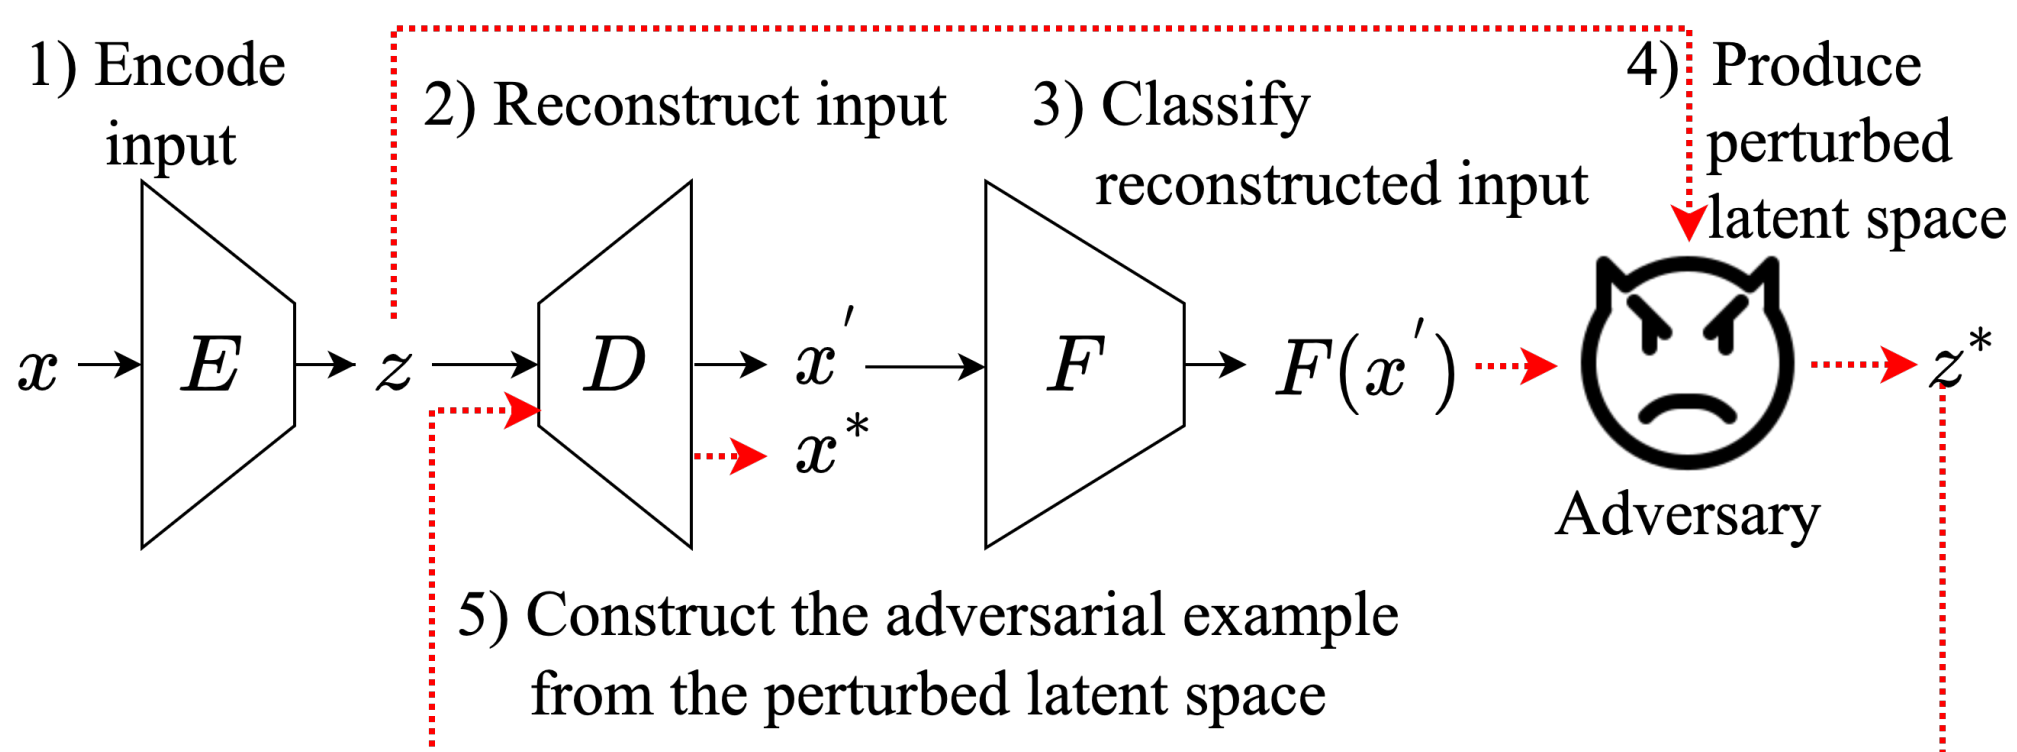 1) Encode
input
2) Reconstruct input
3) Classify
reconstructed input
4) Produce
perturbed
latent space
x E z D x′ F F(x′) z*
x*
Adversary
5) Construct the adversarial example
from the perturbed latent space